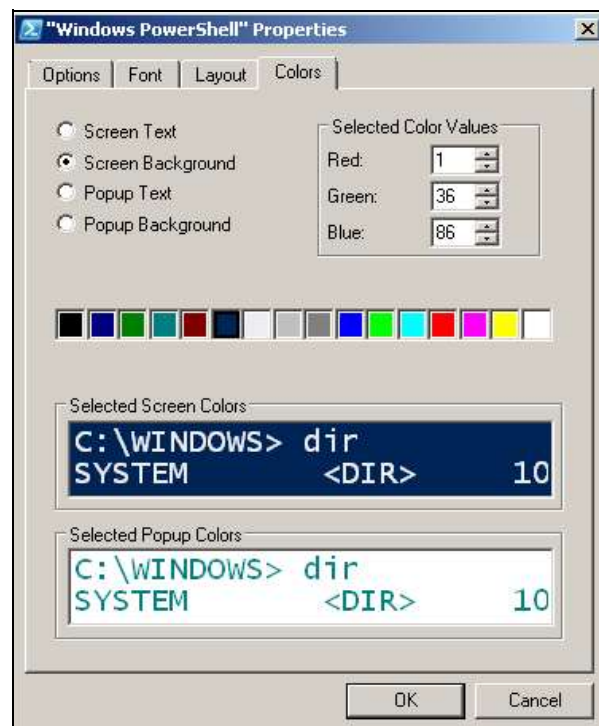 "Windows PowerShell" Properties
Options Font Layout Colors
Screen Text
Screen Background
Popup Text
Popup Background
Selected Color Values
Red: 1
Green: 36
Blue: 86
Selected Screen Colors
C:\WINDOWS> dir
SYSTEM <DIR> 10
Selected Popup Colors
C:\WINDOWS> dir
SYSTEM <DIR> 10
OK Cancel